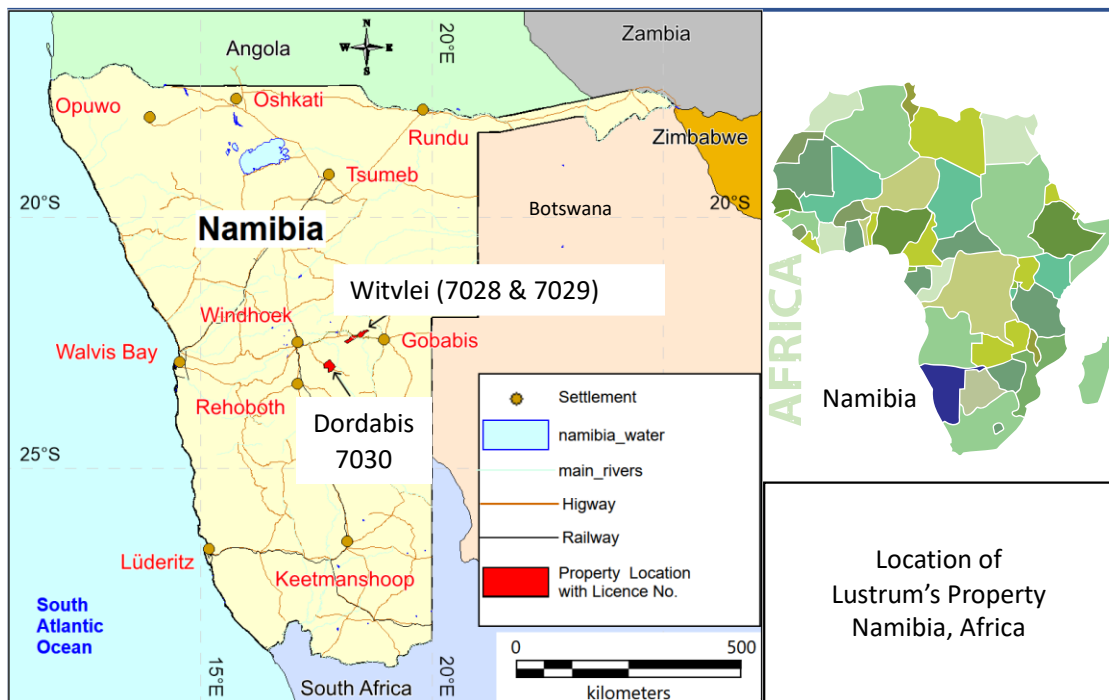 Angola
N
W E
S
20°E
Zambia
Opuwo
Oshkati
Rundu
Zimbabwe
Tsumeb
20°S
20°S
Botswana
Namibia
Witvlei (7028 & 7029)
Windhoek
Gobabis
Walvis Bay
Rehoboth
Dordabis
7030
25°S
Lüderitz
Keetmanshoop
South
Atlantic
Ocean
15°E
20°E
South Africa
Settlement
namibia_water
main_rivers
Higway
Railway
Property Location
with Licence No.
0 500
kilometers
AFRICA
Namibia
Location of
Lustrum's Property
Namibia, Africa